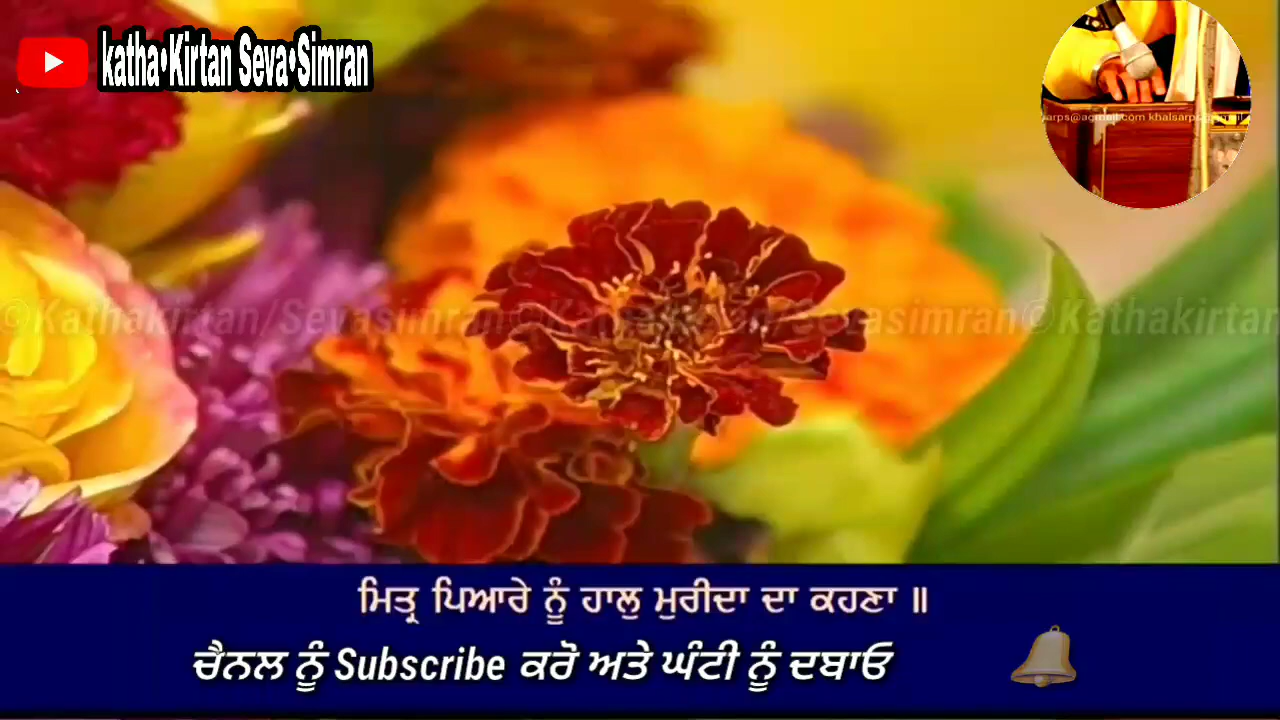 katha•Kirtan Seva•Simran
©Kathakirtan/Sevasimran©Kathakirtan/Sevasimran©Kathakirtan
ਮਿਤ੍ਰ ਪਿਆਰੇ ਨੂੰ ਹਾਲੁ ਮੁਰੀਦਾ ਦਾ ਕਹਣਾ ॥
ਚੈਨਲ ਨੂੰ Subscribe ਕਰੋ ਅਤੇ ਘੰਟੀ ਨੂੰ ਦਬਾਓ